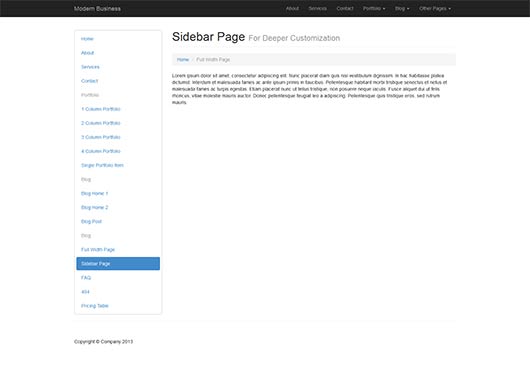 Modern Business
About Services Contact Portfolio Blog Other Pages
Home
About
Services
Contact
Portfolio
1 Column Portfolio
2 Column Portfolio
3 Column Portfolio
4 Column Portfolio
Single Portfolio Item
Blog
Blog Home 1
Blog Home 2
Blog Post
Blog
Full Width Page
Sidebar Page
FAQ
404
Pricing Table
Sidebar Page For Deeper Customization
Home / Full Width Page
Lorem ipsum dolor sit amet, consectetur adipiscing elit. Nunc placerat diam quis nisl vestibulum dignissim. In hac habitasse platea
dictumst. Interdum et malesuada fames ac ante ipsum primis in faucibus. Pellentesque habitant morbi tristique senectus et netus et
malesuada fames ac turpis egestas. Etiam placerat nunc ut tellus tristique, non posuere neque iaculis. Fusce aliquet dui ut felis
rhoncus, vitae molestie mauris auctor. Donec pellentesque feugiat leo a adipiscing. Pellentesque quis tristique eros, sed rutrum
mauris.
Copyright © Company 2013